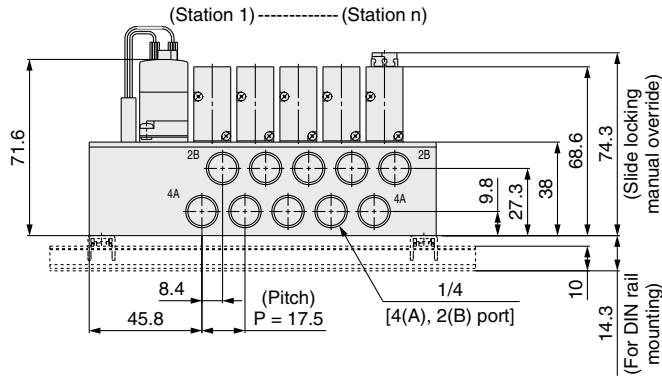 (Station 1) ----------- (Station n)
71.6
2B
2B
4A
4A
9.8
27.3
38
68.6
74.3
(Slide locking
manual override)
8.4
45.8
(Pitch)
P = 17.5
1/4
[4(A), 2(B) port]
10
14.3
(For DIN rail
mounting)